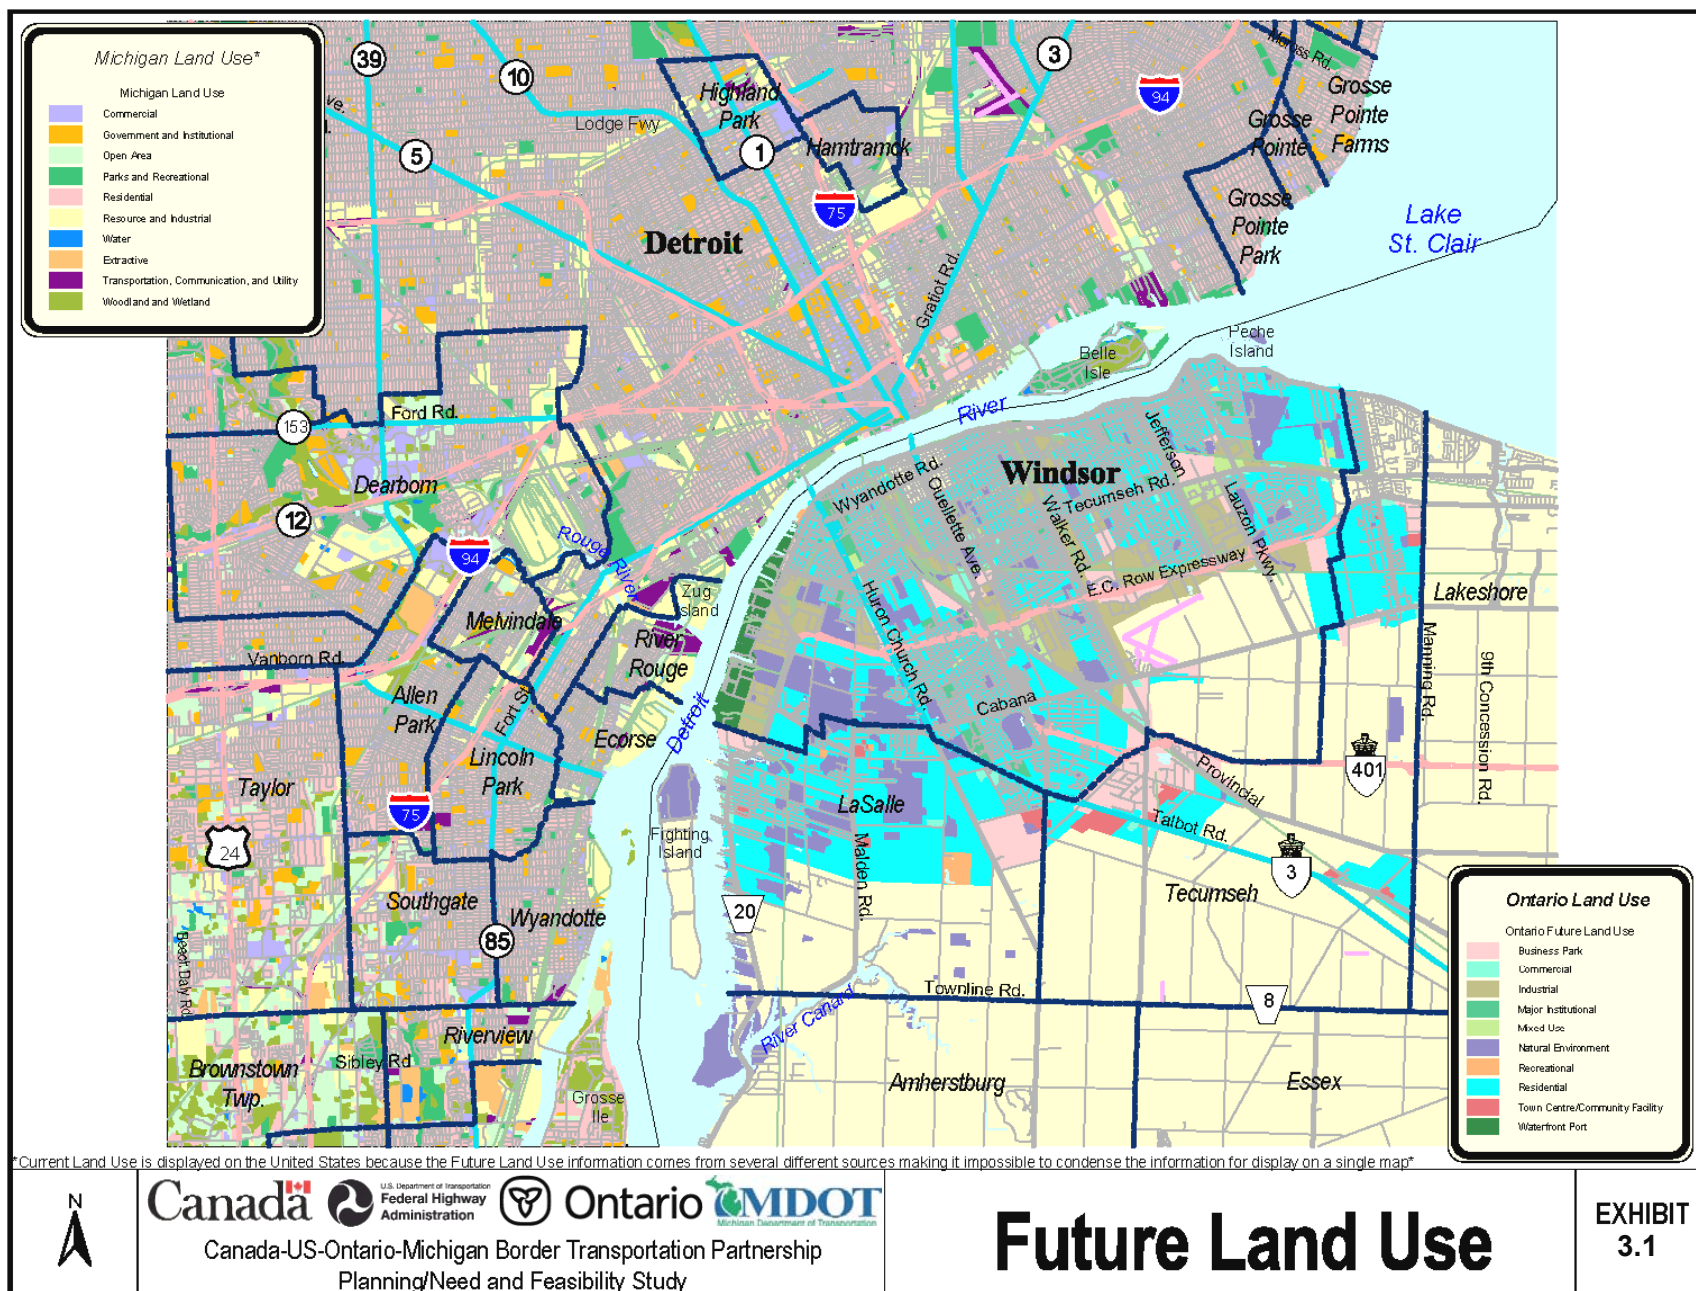 Michigan Land Use*
Michigan Land Use
Commercial
Government and Institutional
Open Area
Parks and Recreational
Residential
Resource and Industrial
Water
Extractive
Transportation, Communication, and Utility
Woodland and Wetland
39
10
3
94
ve.
5
Lodge Fwy
Highland
Park
1
Hamtramck
75
Moross Rd.
Grosse
Pointe
Farms
Grosse
Pointe
Grosse
Pointe
Park
Lake
St. Clair
Detroit
Gratiot Rd.
Peche
Island
Belle
Isle
River
Ford Rd.
153
Dearborn
12
94
Rouge River
Windsor
Wyandotte Rd.
Ouellette Ave.
Tecumseh Rd.
Jefferson
Walker Rd.
Lauzon Pkwy.
E.C. Row Expressway
Huron Church Rd.
Zug
Island
Melvindale
River
Rouge
Lakeshore
Vanborn Rd.
Allen
Park
Fort St
Ecorse
Detroit
Cabana
Manning Rd.
9th Concession Rd.
Lincoln
Park
Taylor
75
24
Provincial
401
LaSalle
Fighting
Island
Malden Rd.
Talbot Rd.
3
Tecumseh
Southgate
Wyandotte
85
20
Beech Daly Rd.
Townline Rd.
8
River Canard
Riverview
Sibley Rd
Brownstown
Twp.
Grosse
Ile
Amherstburg
Essex
Ontario Land Use
Ontario Future Land Use
Business Park
Commercial
Industrial
Major Institutional
Mixed Use
Natural Environment
Recreational
Residential
Town Centre/Community Facility
Waterfront Port
*Current Land Use is displayed on the United States because the Future Land Use information comes from several different sources making it impossible to condense the information for display on a single map*
N
Canada
U.S. Department of Transportation
Federal Highway
Administration
Ontario
MDOT
Michigan Department of Transportation
Canada-US-Ontario-Michigan Border Transportation Partnership
Planning/Need and Feasibility Study
Future Land Use
EXHIBIT
3.1